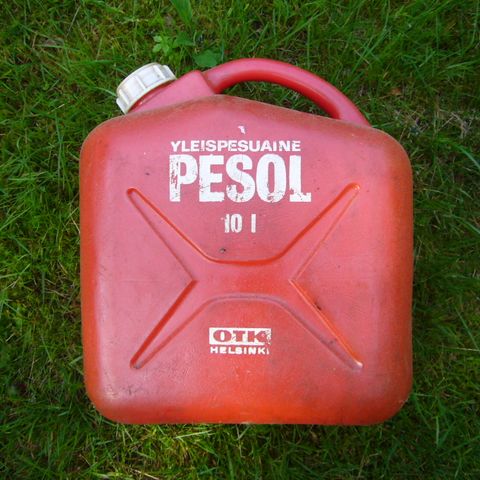 YLEISPESUAINE
PESOL
10 l
OTK
HELSINKI